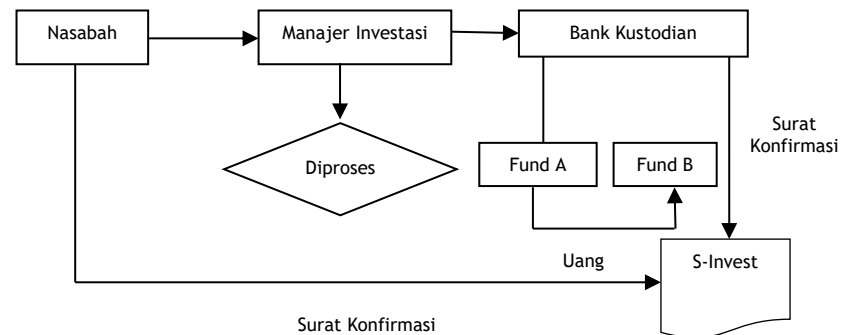 Nasabah
Manajer Investasi
Bank Kustodian
Surat
Konfirmasi
Diproses
Fund A
Fund B
Uang
S-Invest
Surat Konfirmasi